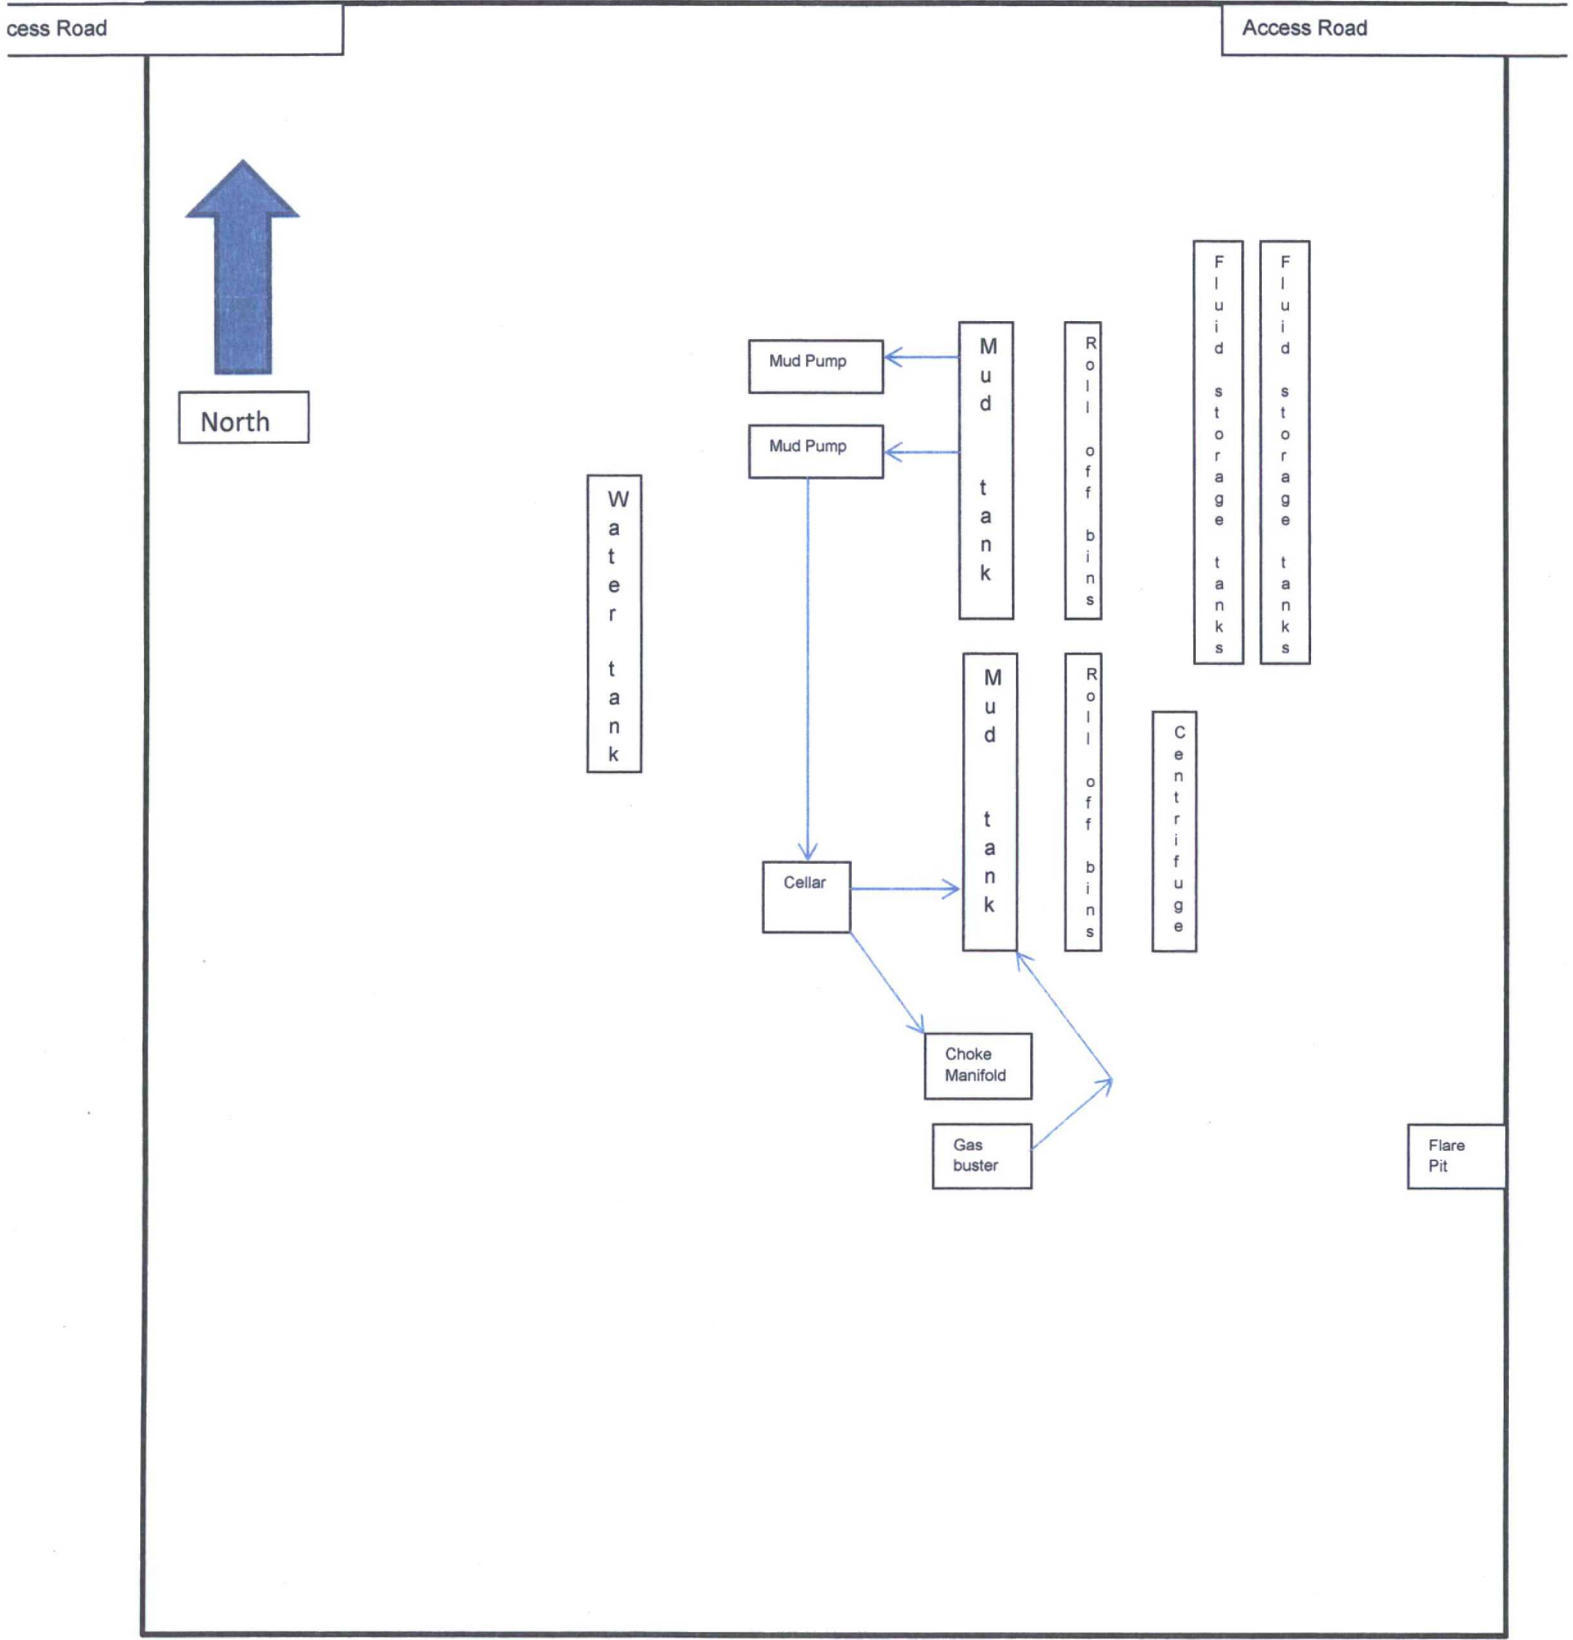 cess Road
Access Road
North
Mud Pump
Mud Pump
Water tank
Mud tank
Roll off bins
Fluid storage tanks
Fluid storage tanks
Mud tank
Roll off bins
Centrifuge
Cellar
Choke
Manifold
Gas
buster
Flare
Pit